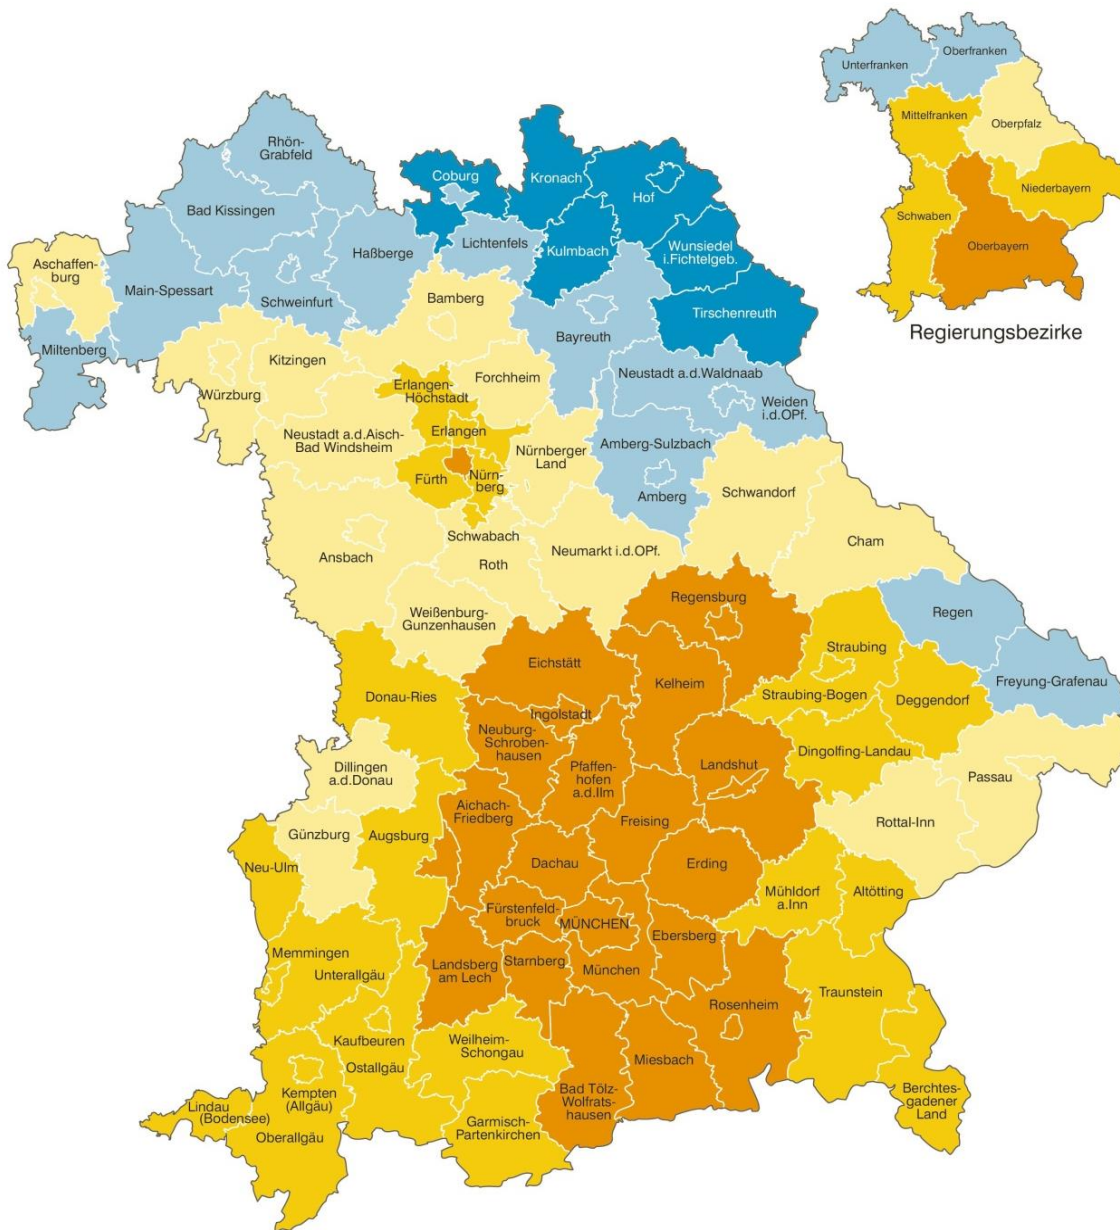 Oberfranken
Unterfranken
Mittelfranken
Oberpfalz
Niederbayern
Schwaben
Oberbayern
Regierungsbezirke
Rhön-
Grabfeld
Coburg
Kronach
Hof
Bad Kissingen
Lichtenfels
Haßberge
Kulmbach
Wunsiedel
i.Fichtelgeb.
Aschaffen-
burg
Main-Spessart
Schweinfurt
Bamberg
Tirschenreuth
Miltenberg
Bayreuth
Kitzingen
Würzburg
Forchheim
Erlangen-
Höchstadt
Neustadt a.d.Waldnaab
Weiden
i.d.OPf.
Neustadt a.d.Aisch-
Bad Windsheim
Erlangen
Nürnberger
Land
Amberg-Sulzbach
Fürth
Nürn-
berg
Amberg
Schwandorf
Ansbach
Schwabach
Roth
Neumarkt i.d.OPf.
Cham
Weißenburg-
Gunzenhausen
Regensburg
Regen
Eichstätt
Kelheim
Straubing
Freyung-Grafenau
Donau-Ries
Straubing-Bogen
Deggendorf
Ingolstadt
Neuburg-
Schroben-
hausen
Dingolfing-Landau
Dillingen
a.d.Donau
Pfaffen-
hofen
a.d.Ilm
Landshut
Passau
Aichach-
Friedberg
Günzburg
Augsburg
Freising
Rottal-Inn
Neu-Ulm
Dachau
Erding
Mühldorf
a.Inn
Altötting
Fürstenfeld-
bruck
MÜNCHEN
Ebersberg
Memmingen
Unterallgäu
Landsberg
am Lech
Starnberg
München
Traunstein
Rosenheim
Kaufbeuren
Ostallgäu
Weilheim-
Schongau
Miesbach
Bad Tölz-
Wolfrats-
hausen
Berchtes-
gadener
Land
Lindau
(Bodensee)
Kempten
(Allgäu)
Oberallgäu
Garmisch-
Partenkirchen